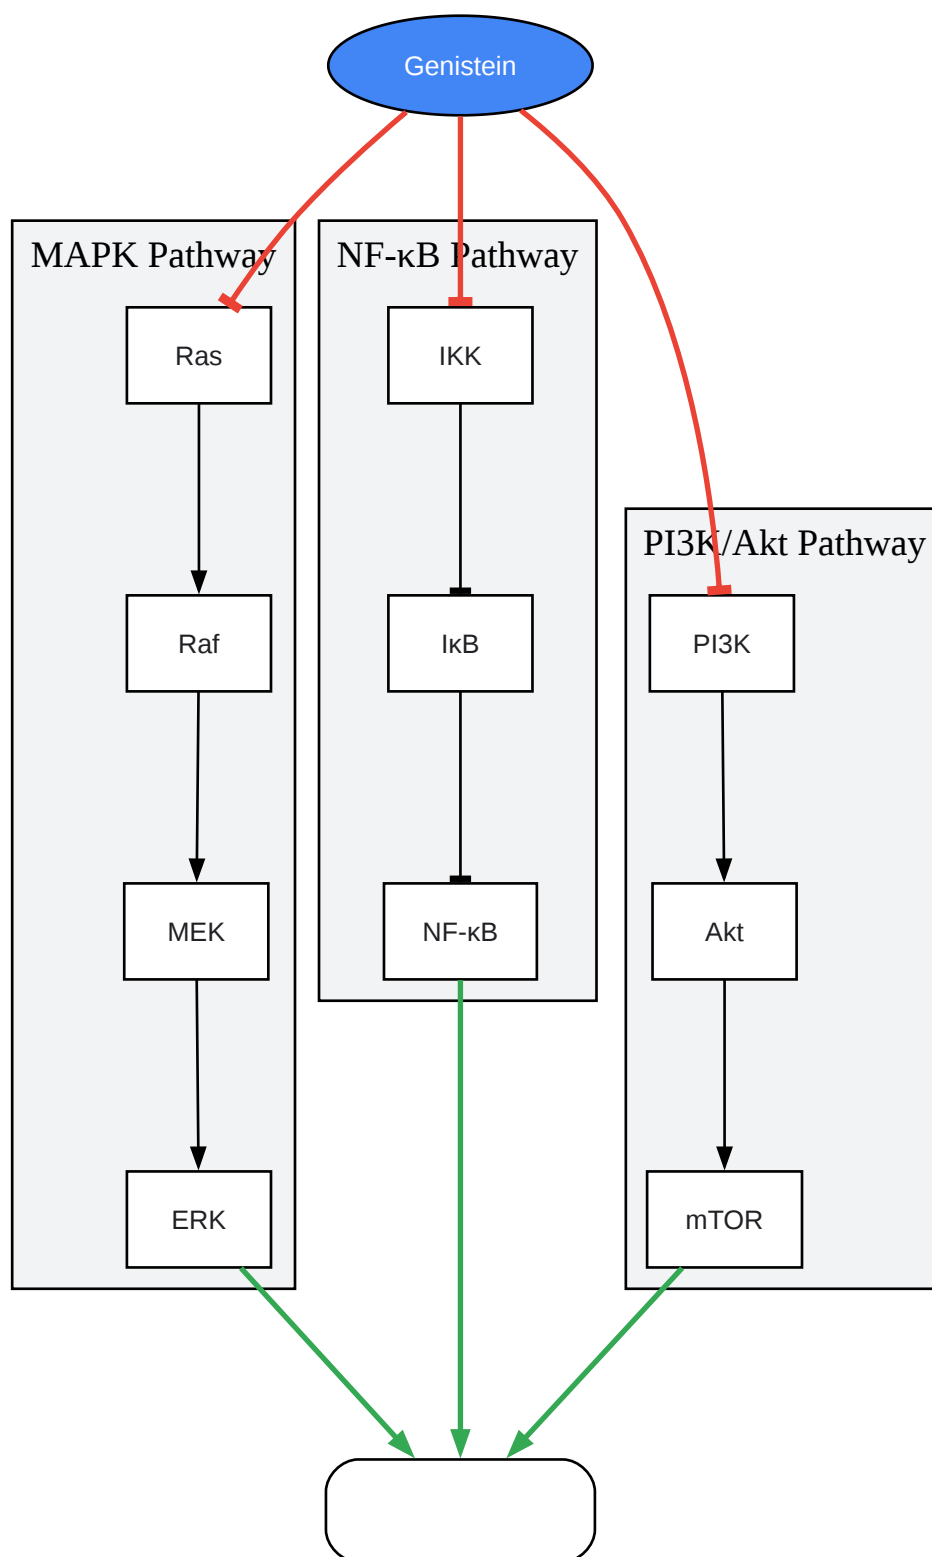 Genistein
MAPK Pathway
Ras
Raf
MEK
ERK
NF-κB Pathway
IKK
IκB
NF-κB
PI3K/Akt Pathway
PI3K
Akt
mTOR